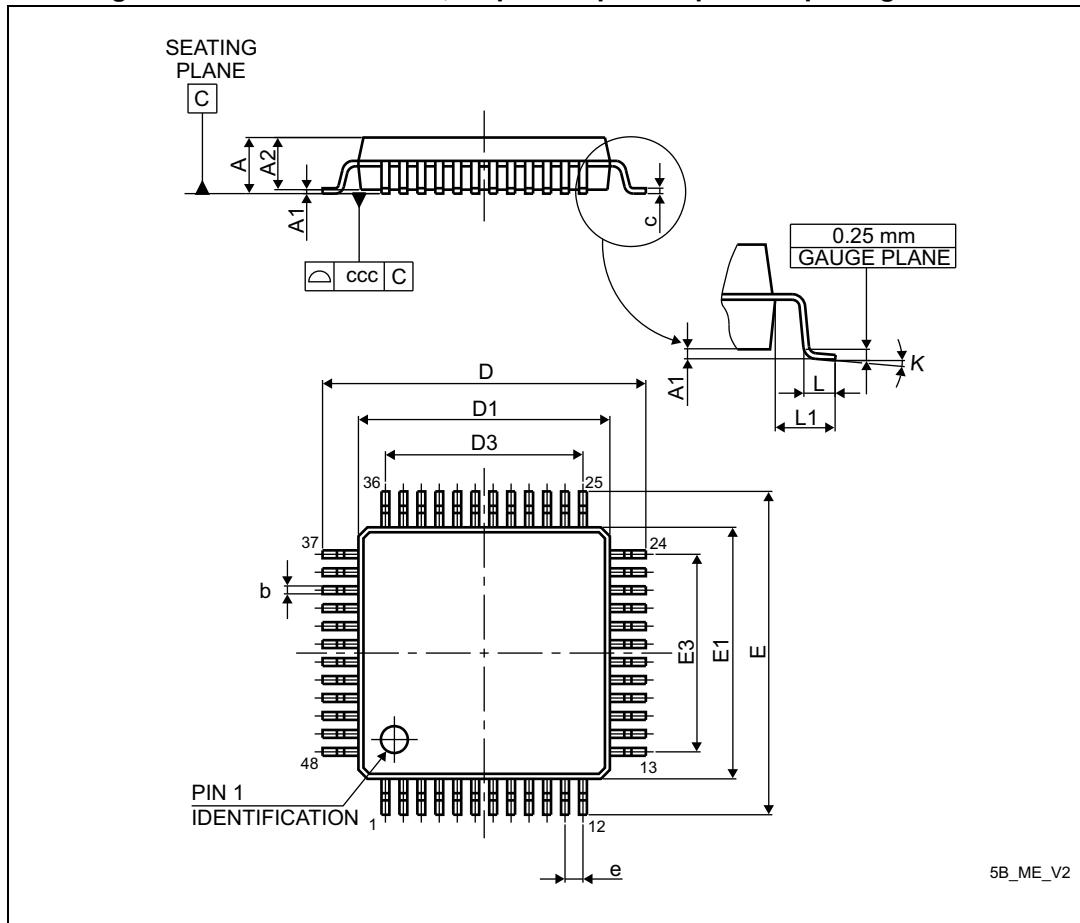 SEATING
PLANE
C
A
A2
A1
c
ccc C
0.25 mm
GAUGE PLANE
A1
K
L
L1
D
D1
D3
36
25
37
24
b
E3
E1
E
48
13
PIN 1
IDENTIFICATION
1
12
e
5B_ME_V2